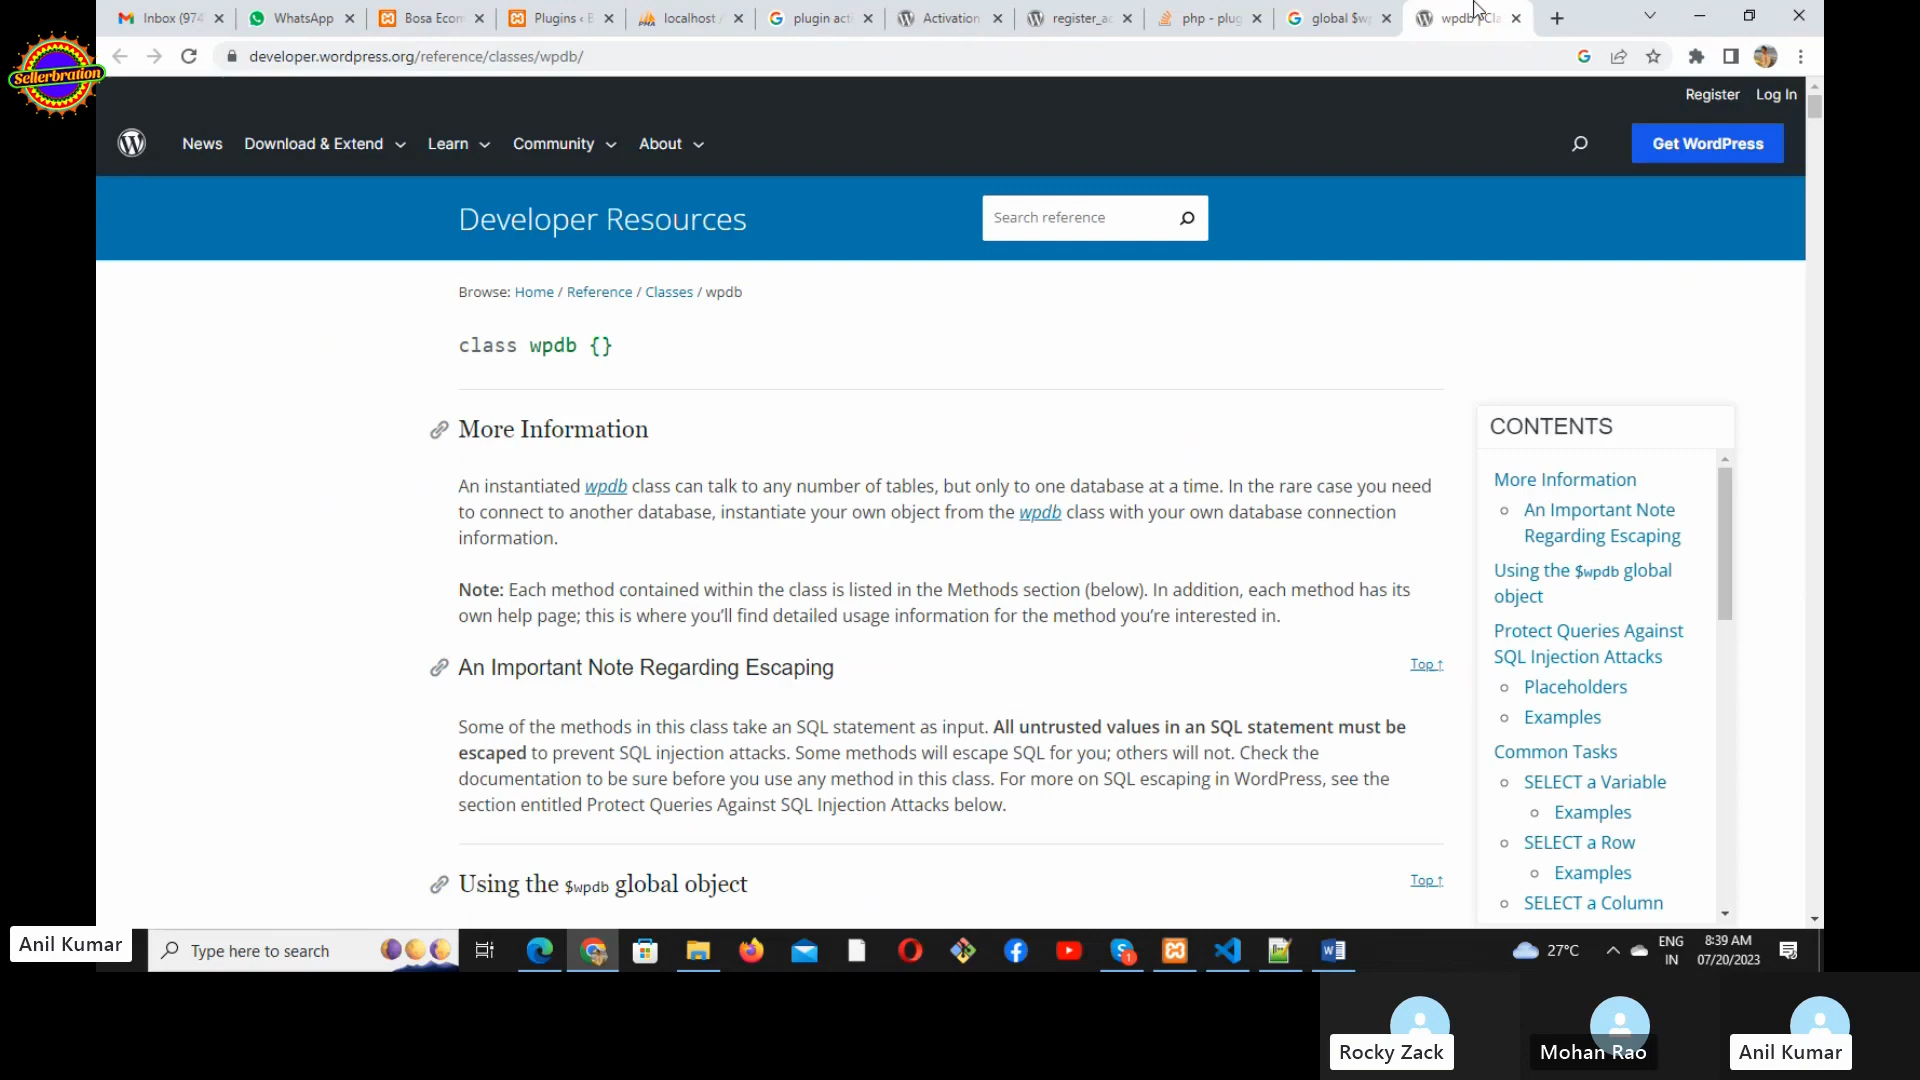 Inbox (974
WhatsApp
Bosa Econ
Plugins ‹ B
localhost /
plugin acti
Activation
register_ac
php - plug
global $wp
wpdb
Sellerbration
developer.wordpress.org/reference/classes/wpdb/
Register
Log In
News
Download & Extend
Learn
Community
About
Get WordPress
Developer Resources
Search reference
Browse: Home / Reference / Classes / wpdb
class wpdb {}
More Information
An instantiated wpdb class can talk to any number of tables, but only to one database at a time. In the rare case you need
to connect to another database, instantiate your own object from the wpdb class with your own database connection
information.
Note: Each method contained within the class is listed in the Methods section (below). In addition, each method has its
own help page; this is where you’ll find detailed usage information for the method you’re interested in.
An Important Note Regarding Escaping
Top ↑
Some of the methods in this class take an SQL statement as input. All untrusted values in an SQL statement must be
escaped to prevent SQL injection attacks. Some methods will escape SQL for you; others will not. Check the
documentation to be sure before you use any method in this class. For more on SQL escaping in WordPress, see the
section entitled Protect Queries Against SQL Injection Attacks below.
Using the $wpdb global object
Top ↑
CONTENTS
More Information
An Important Note
Regarding Escaping
Using the $wpdb global
object
Protect Queries Against
SQL Injection Attacks
Placeholders
Examples
Common Tasks
SELECT a Variable
Examples
SELECT a Row
Examples
SELECT a Column
Anil Kumar
Type here to search
27°C
ENG
IN
8:39 AM
07/20/2023
Rocky Zack
Mohan Rao
Anil Kumar